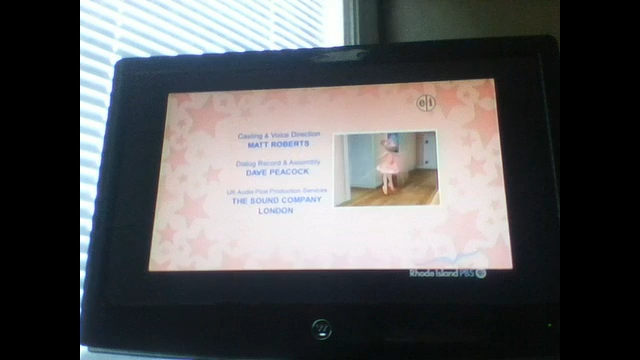 e/i
Casting & Voice Direction
MATT ROBERTS
Dialog Record & Assembly
DAVE PEACOCK
UK Audio Post Production Services
THE SOUND COMPANY
LONDON
Rhode Island PBS